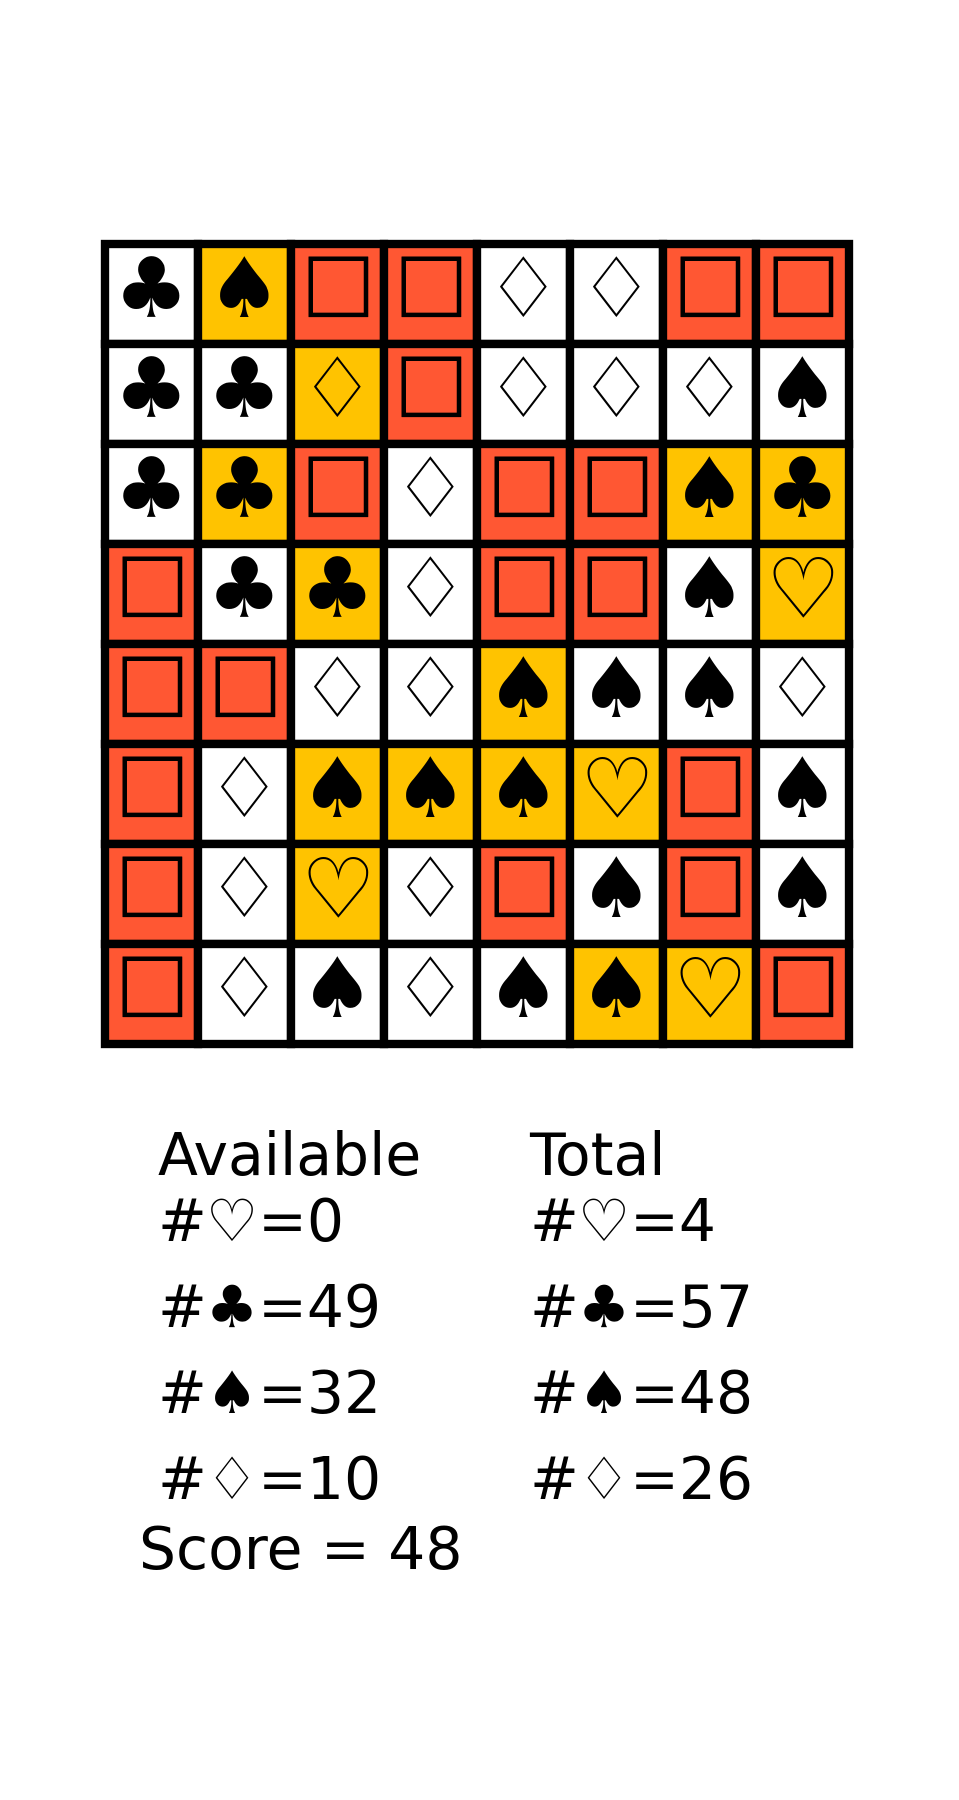 ♣ ♠ □ □ ♢ ♢ □ □
♣ ♣ ♢ □ ♢ ♢ ♢ ♠
♣ ♣ □ ♢ □ □ ♠ ♣
□ ♣ ♣ ♢ □ □ ♠ ♡
□ □ ♢ ♢ ♠ ♠ ♠ ♢
□ ♢ ♠ ♠ ♠ ♡ □ ♠
□ ♢ ♡ ♢ □ ♠ □ ♠
□ ♢ ♠ ♢ ♠ ♠ ♡ □
Available Total
#♡=0 #♡=4
#♣=49 #♣=57
#♠=32 #♠=48
#♢=10 #♢=26
Score = 48